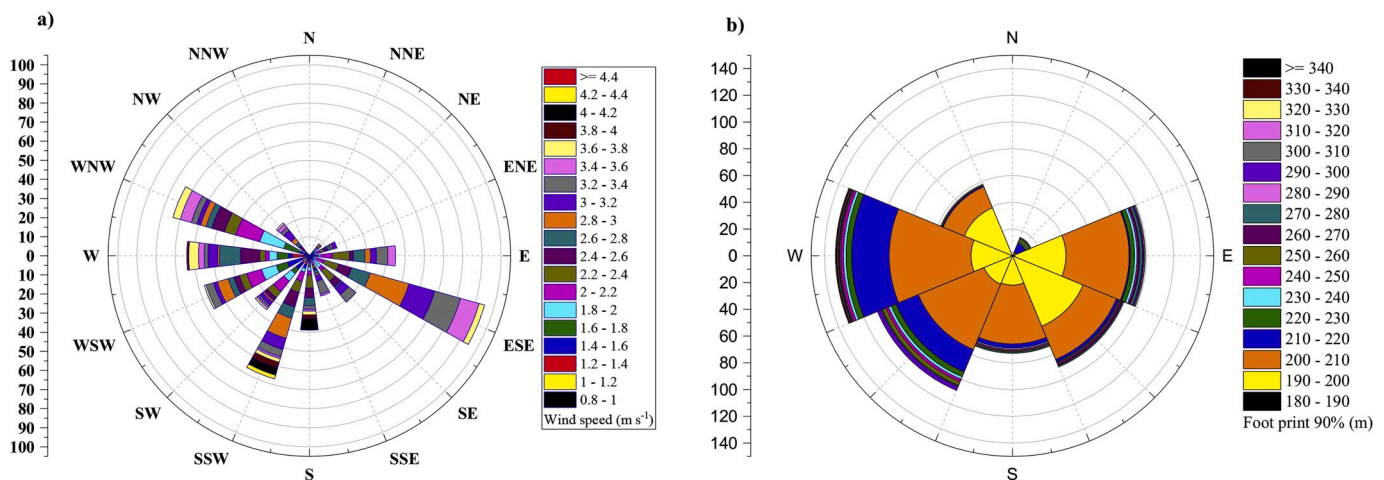 a)
N
NNE
NE
ENE
E
ESE
SE
SSE
S
SSW
SW
WSW
W
WNW
NW
NNW
100
90
80
70
60
50
40
30
20
10
0
10
20
30
40
50
60
70
80
90
100
>= 4.4
4.2 - 4.4
4 - 4.2
3.8 - 4
3.6 - 3.8
3.4 - 3.6
3.2 - 3.4
3 - 3.2
2.8 - 3
2.6 - 2.8
2.4 - 2.6
2.2 - 2.4
2 - 2.2
1.8 - 2
1.6 - 1.8
1.4 - 1.6
1.2 - 1.4
1 - 1.2
0.8 - 1
Wind speed (m s⁻¹)
b)
N
E
S
W
140
120
100
80
60
40
20
0
20
40
60
80
100
120
140
>= 340
330 - 340
320 - 330
310 - 320
300 - 310
290 - 300
280 - 290
270 - 280
260 - 270
250 - 260
240 - 250
230 - 240
220 - 230
210 - 220
200 - 210
190 - 200
180 - 190
Foot print 90% (m)